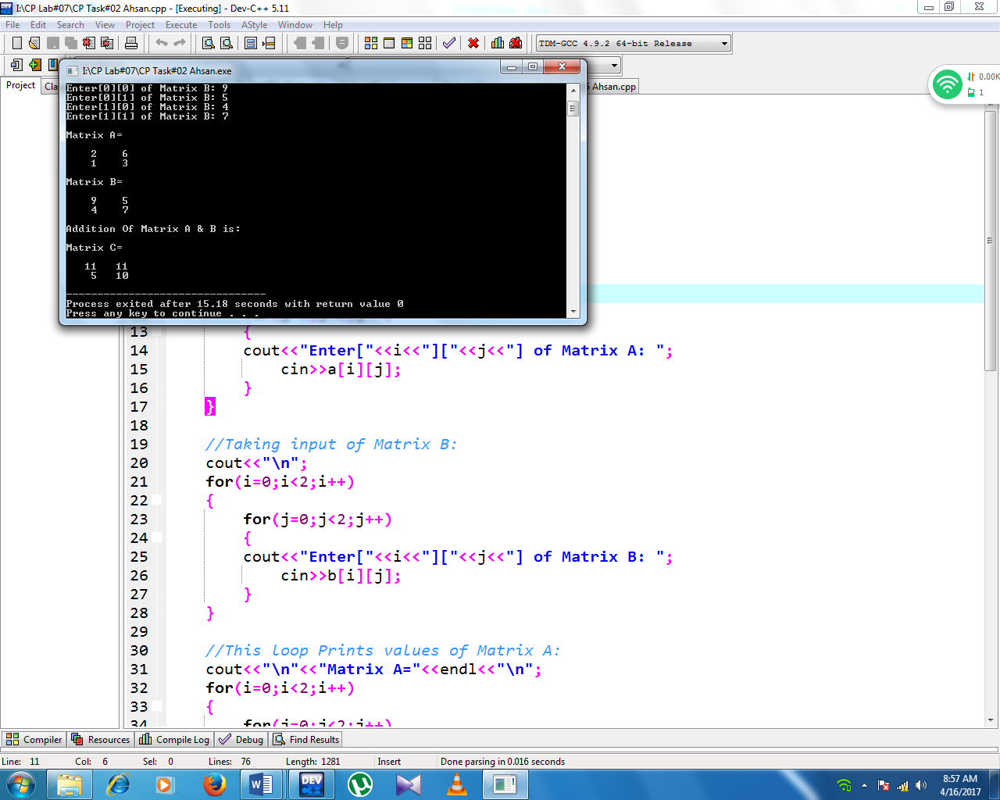 I:\CP Lab#07\CP Task#02 Ahsan.cpp - [Executing] - Dev-C++ 5.11
File Edit Search View Project Execute Tools AStyle Window Help
TDM-GCC 4.9.2 64-bit Release
I:\CP Lab#07\CP Task#02 Ahsan.exe
Project
Ahsan.cpp
0.00K
1
Enter[0][0] of Matrix B: 9
Enter[0][1] of Matrix B: 5
Enter[1][0] of Matrix B: 4
Enter[1][1] of Matrix B: 7
Matrix A=
2 6
1 3
Matrix B=
9 5
4 7
Addition Of Matrix A & B is:
Matrix C=
11 11
5 10
--------------------------------
Process exited after 15.18 seconds with return value 0
Press any key to continue . . .
13 {
14 cout<<"Enter["<<i<<"]["<<j<<"] of Matrix A: ";
15 cin>>a[i][j];
16 }
17 }
18
19 //Taking input of Matrix B:
20 cout<<"\n";
21 for(i=0;i<2;i++)
22 {
23 for(j=0;j<2;j++)
24 {
25 cout<<"Enter["<<i<<"]["<<j<<"] of Matrix B: ";
26 cin>>b[i][j];
27 }
28 }
29
30 //This loop Prints values of Matrix A:
31 cout<<"\n"<<"Matrix A="<<endl<<"\n";
32 for(i=0;i<2;i++)
33 {
34 for(j=0;j<2;j++)
Compiler Resources Compile Log Debug Find Results
Line: 11 Col: 6 Sel: 0 Lines: 76 Length: 1281 Insert Done parsing in 0.016 seconds
DEV C++
8:57 AM
4/16/2017